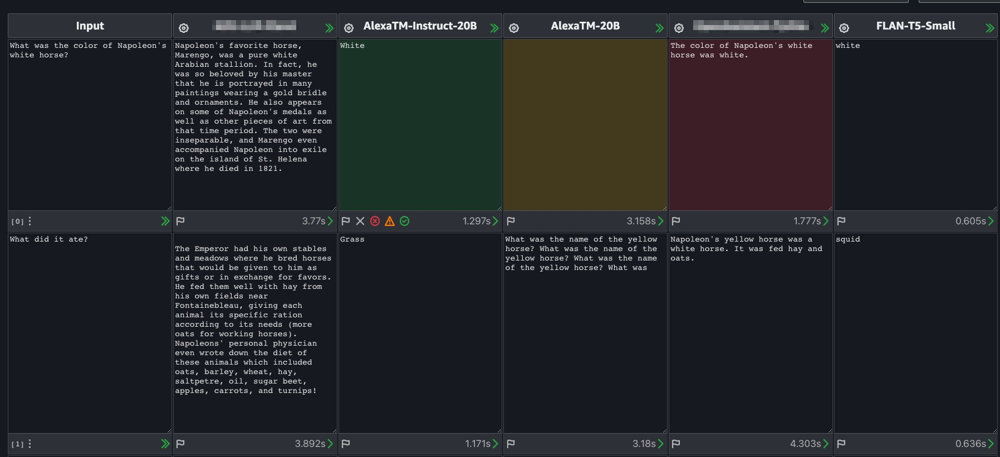 Input
AlexaTM-Instruct-20B
AlexaTM-20B
FLAN-T5-Small
What was the color of Napoleon's
white horse?
Napoleon's favorite horse,
Marengo, was a pure white
Arabian stallion. In fact, he
was so beloved by his master
that he is portrayed in many
paintings wearing a gold bridle
and ornaments. He also appears
on some of Napoleon's medals as
well as other pieces of art from
that time period. The two were
inseparable, and Marengo even
accompanied Napoleon into exile
on the island of St. Helena
where he died in 1821.
White
The color of Napoleon's white
horse was white.
white
[0]
3.77s
1.297s
3.158s
1.777s
0.605s
What did it ate?
The Emperor had his own stables
and meadows where he bred horses
that would be given to him as
gifts or in exchange for favors.
He fed them well with hay from
his own fields near
Fontainebleau, giving each
animal its specific ration
according to its needs (more
oats for working horses).
Napoleons' personal physician
even wrote down the diet of
these animals which included
oats, barley, wheat, hay,
saltpetre, oil, sugar beet,
apples, carrots, and turnips!
Grass
What was the name of the yellow
horse? What was the name of the
yellow horse? What was the name
of the yellow horse? What was
Napoleon's yellow horse was a
white horse. It was fed hay and
oats.
squid
[1]
3.892s
1.171s
3.18s
4.303s
0.636s